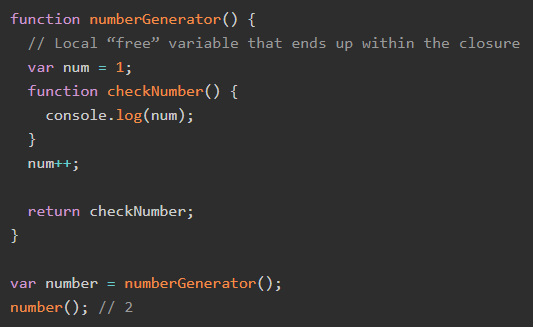 function numberGenerator() {
  // Local “free” variable that ends up within the closure
  var num = 1;
  function checkNumber() {
    console.log(num);
  }
  num++;

  return checkNumber;
}

var number = numberGenerator();
number(); // 2